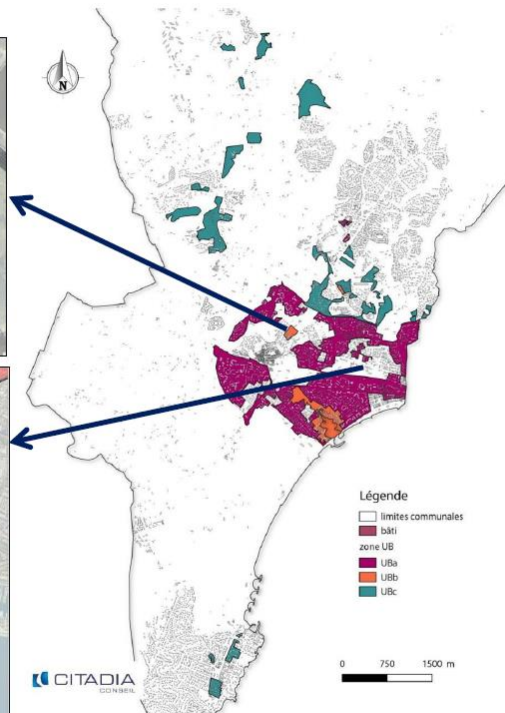 N
Légende
limites communales
bâti
zone UB
UBa
UBb
UBc
CITADIA
CONSEIL
0 750 1500 m